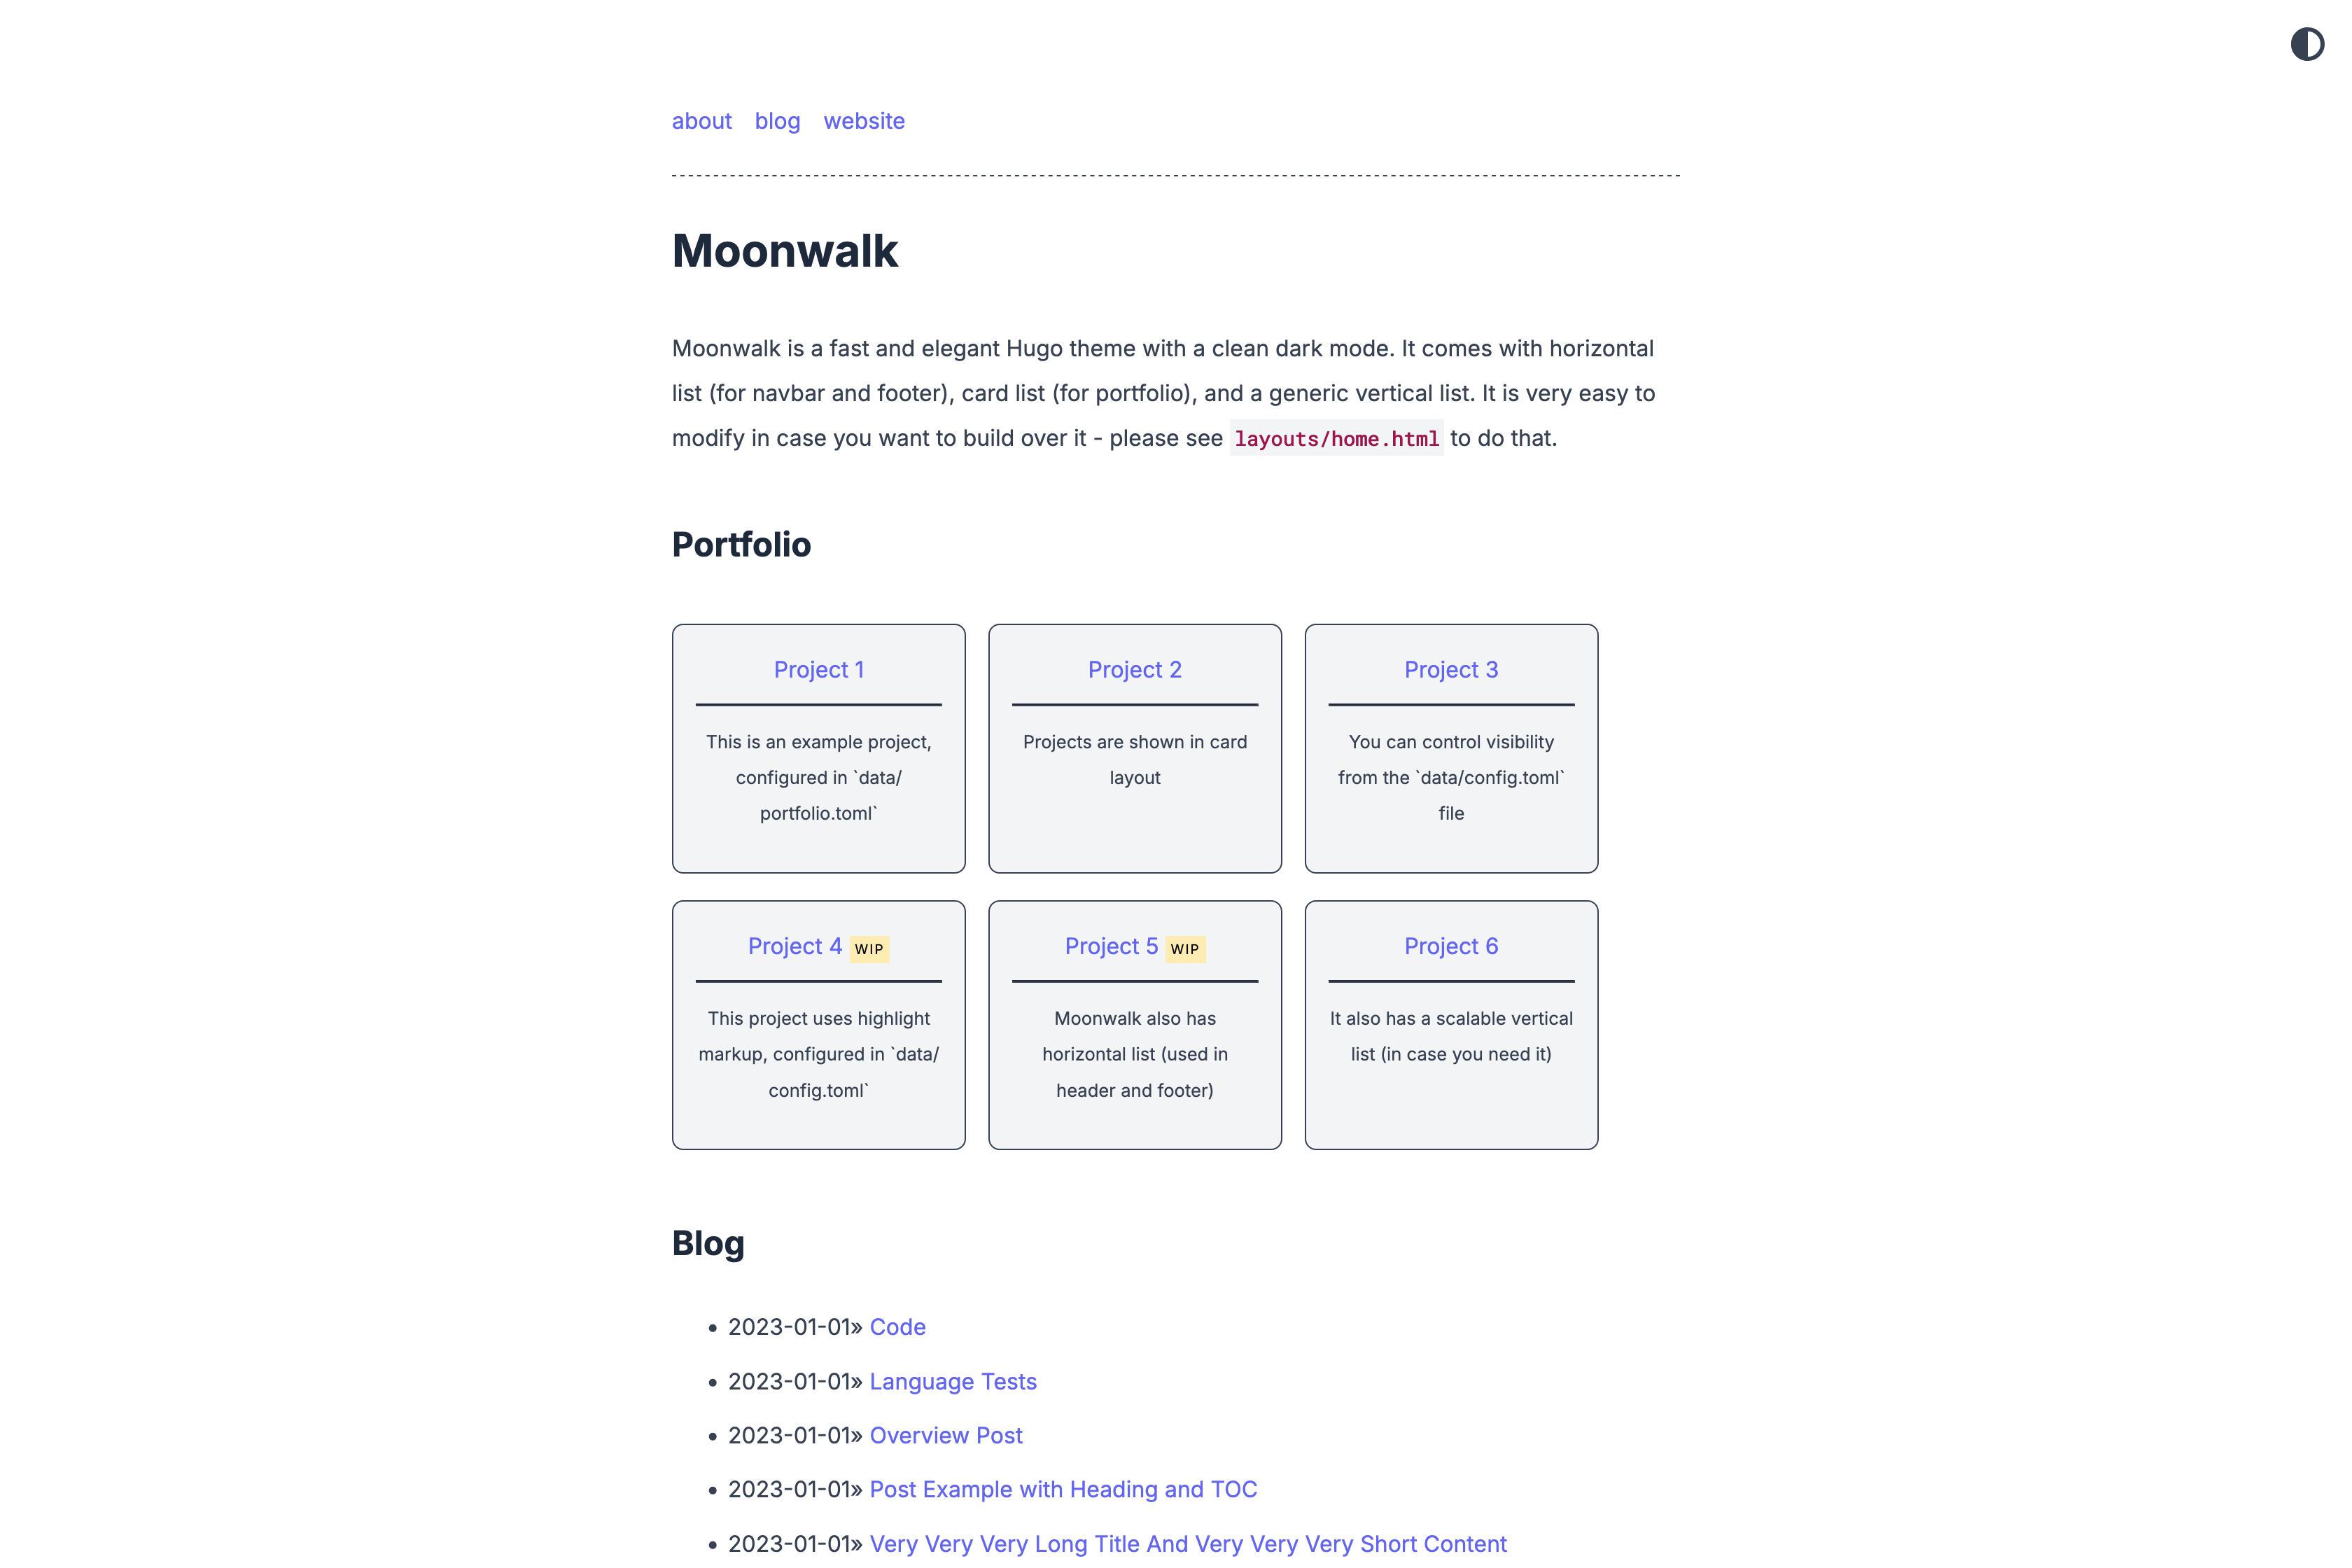 about blog website
Moonwalk
Moonwalk is a fast and elegant Hugo theme with a clean dark mode. It comes with horizontal
list (for navbar and footer), card list (for portfolio), and a generic vertical list. It is very easy to
modify in case you want to build over it - please see layouts/home.html to do that.
Portfolio
Project 1
This is an example project,
configured in `data/
portfolio.toml`
Project 2
Projects are shown in card
layout
Project 3
You can control visibility
from the `data/config.toml`
file
Project 4 WIP
This project uses highlight
markup, configured in `data/
config.toml`
Project 5 WIP
Moonwalk also has
horizontal list (used in
header and footer)
Project 6
It also has a scalable vertical
list (in case you need it)
Blog
• 2023-01-01» Code
• 2023-01-01» Language Tests
• 2023-01-01» Overview Post
• 2023-01-01» Post Example with Heading and TOC
• 2023-01-01» Very Very Very Long Title And Very Very Very Short Content